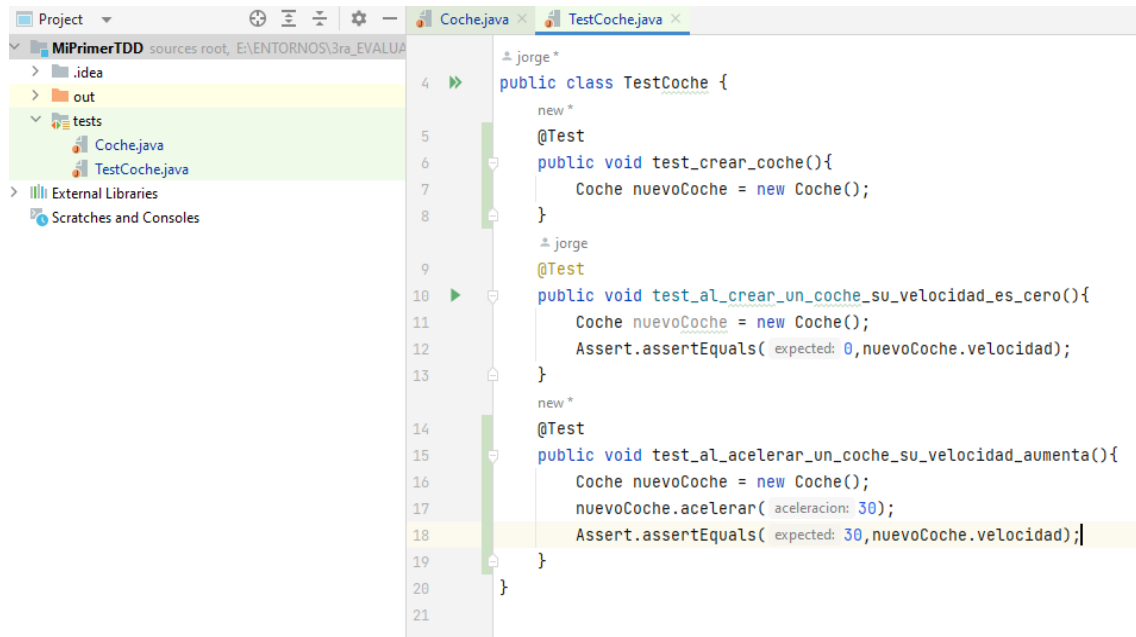 Project
MiPrimerTDD sources root, E:\ENTORNOS\3ra_EVALUA
.idea
out
tests
Coche.java
TestCoche.java
External Libraries
Scratches and Consoles
Coche.java
TestCoche.java
jorge *
4 public class TestCoche {
new *
5 @Test
6 public void test_crear_coche(){
7 Coche nuevoCoche = new Coche();
8 }
jorge
9 @Test
10 public void test_al_crear_un_coche_su_velocidad_es_cero(){
11 Coche nuevoCoche = new Coche();
12 Assert.assertEquals( expected: 0,nuevoCoche.velocidad);
13 }
new *
14 @Test
15 public void test_al_acelerar_un_coche_su_velocidad_aumenta(){
16 Coche nuevoCoche = new Coche();
17 nuevoCoche.acelerar( aceleracion: 30);
18 Assert.assertEquals( expected: 30,nuevoCoche.velocidad);
19 }
20 }
21